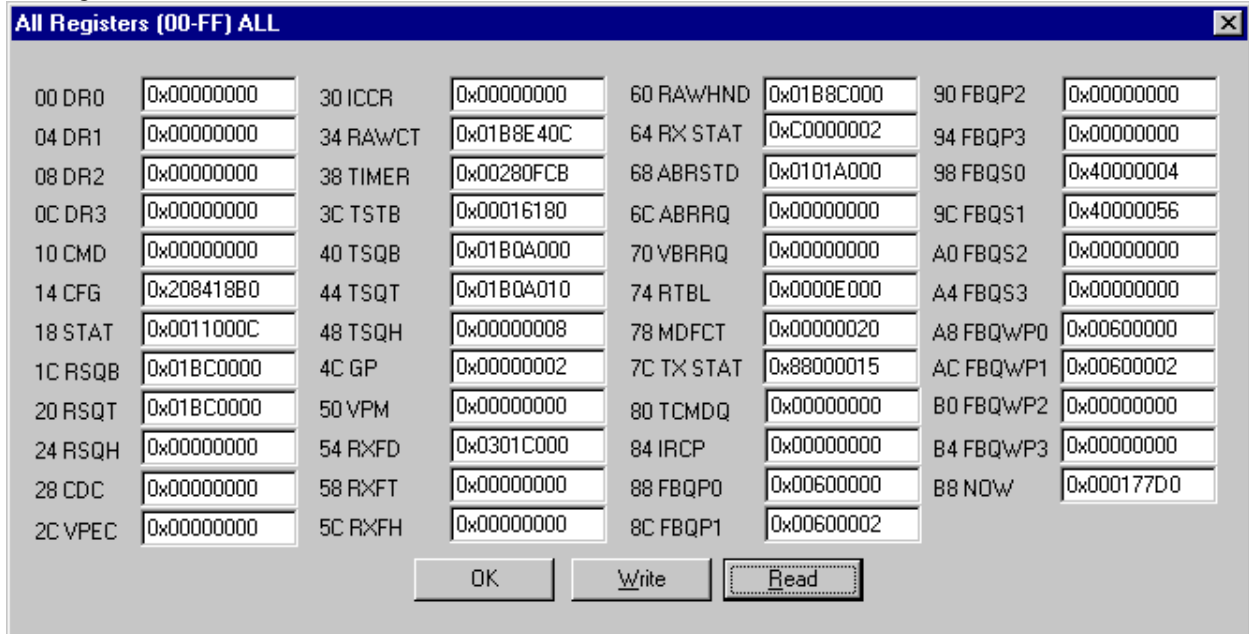 All Registers (00-FF) ALL
00 DR0 0x00000000 30 ICCR 0x00000000 60 RAWHND 0x01B8C000 90 FBQP2 0x00000000
04 DR1 0x00000000 34 RAWCT 0x01B8E40C 64 RX STAT 0xC0000002 94 FBQP3 0x00000000
08 DR2 0x00000000 38 TIMER 0x00280FCB 68 ABRSTD 0x0101A000 98 FBQS0 0x40000004
0C DR3 0x00000000 3C TSTB 0x00016180 6C ABRRQ 0x00000000 9C FBQS1 0x40000056
10 CMD 0x00000000 40 TSQB 0x01B0A000 70 VBRRQ 0x00000000 A0 FBQS2 0x00000000
14 CFG 0x208418B0 44 TSQT 0x01B0A010 74 RTBL 0x0000E000 A4 FBQS3 0x00000000
18 STAT 0x0011000C 48 TSQH 0x00000008 78 MDFCT 0x00000020 A8 FBQWP0 0x00600000
1C RSQB 0x01BC0000 4C GP 0x00000002 7C TX STAT 0x88000015 AC FBQWP1 0x00600002
20 RSQT 0x01BC0000 50 VPM 0x00000000 80 TCMDQ 0x00000000 B0 FBQWP2 0x00000000
24 RSQH 0x00000000 54 RXFD 0x0301C000 84 IRCP 0x00000000 B4 FBQWP3 0x00000000
28 CDC 0x00000000 58 RXFT 0x00000000 88 FBQP0 0x00600000 B8 NOW 0x000177D0
2C VPEC 0x00000000 5C RXFH 0x00000000 8C FBQP1 0x00600002
OK Write Read